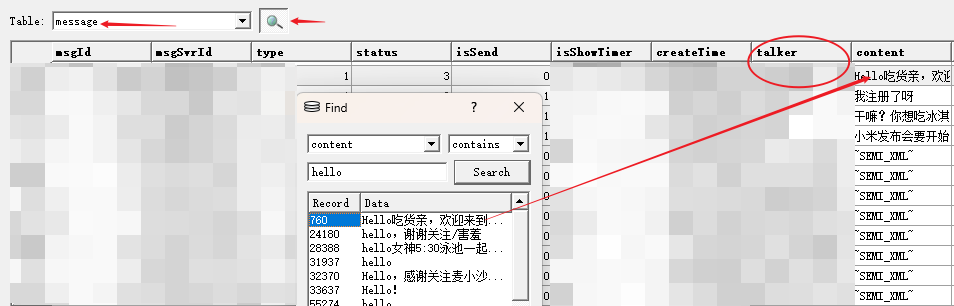 Table: message
msgId msgSvrId type status isSend isShowTimer createTime talker content
1 3 0 Hello吃货亲，欢迎
Find ? ×
1 我注册了呀
1 干嘛？你想吃冰淇
content contains
1 小米发布会要开始
0 ~SEMI_XML~
hello Search
0 ~SEMI_XML~
Record Data
0 ~SEMI_XML~
760 Hello吃货亲，欢迎来到...
0 ~SEMI_XML~
24180 hello，谢谢关注/害羞
0 ~SEMI_XML~
28388 hello女神5:30泳池一起...
0 ~SEMI_XML~
31937 hello
0 ~SEMI_XML~
32370 Hello，感谢关注麦小沙...
33637 Hello！
0 ~SEMI_XML~
55274 hello